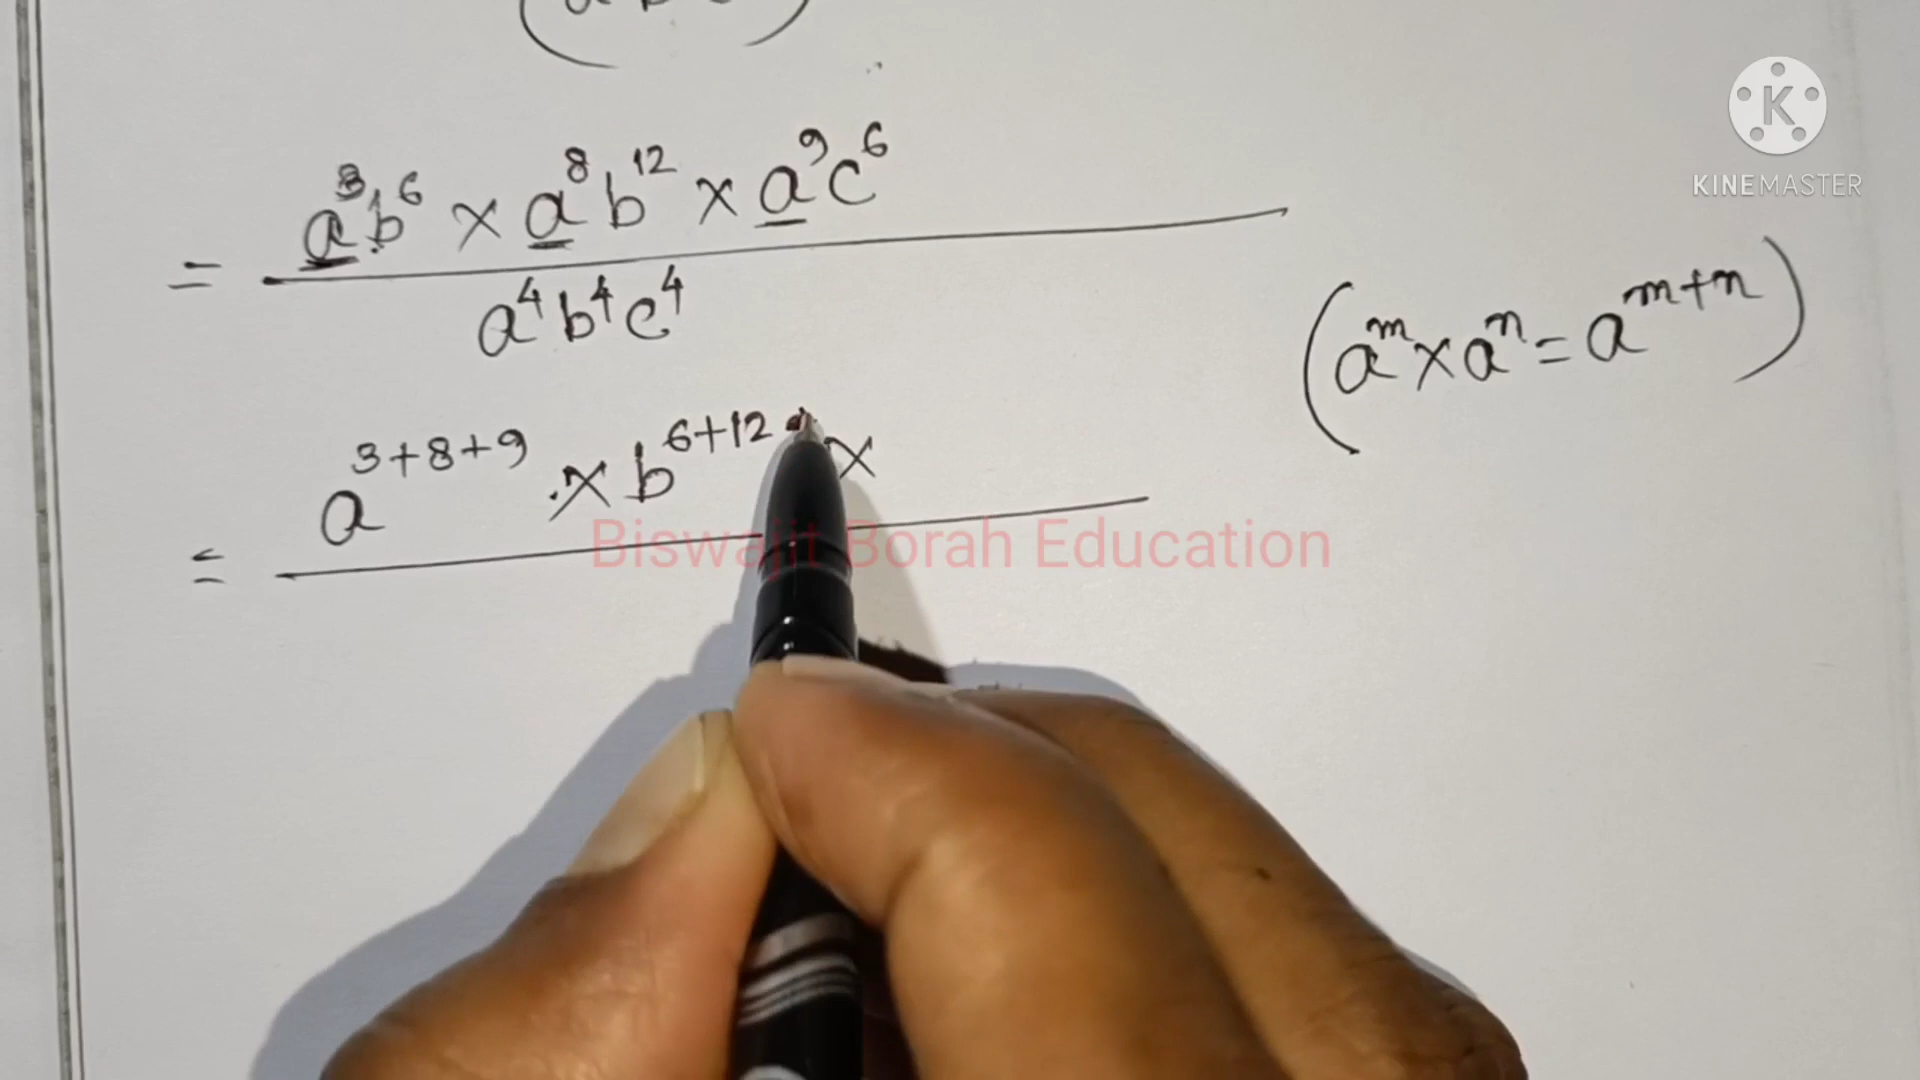 K
KINEMASTER
= a³b⁶ × a⁸b¹² × a⁹c⁶
a⁴b⁴c⁴
(aᵐ × aⁿ = aᵐ⁺ⁿ)
= a³⁺⁸⁺⁹ × b⁶⁺¹² ×
Biswajit Borah Education